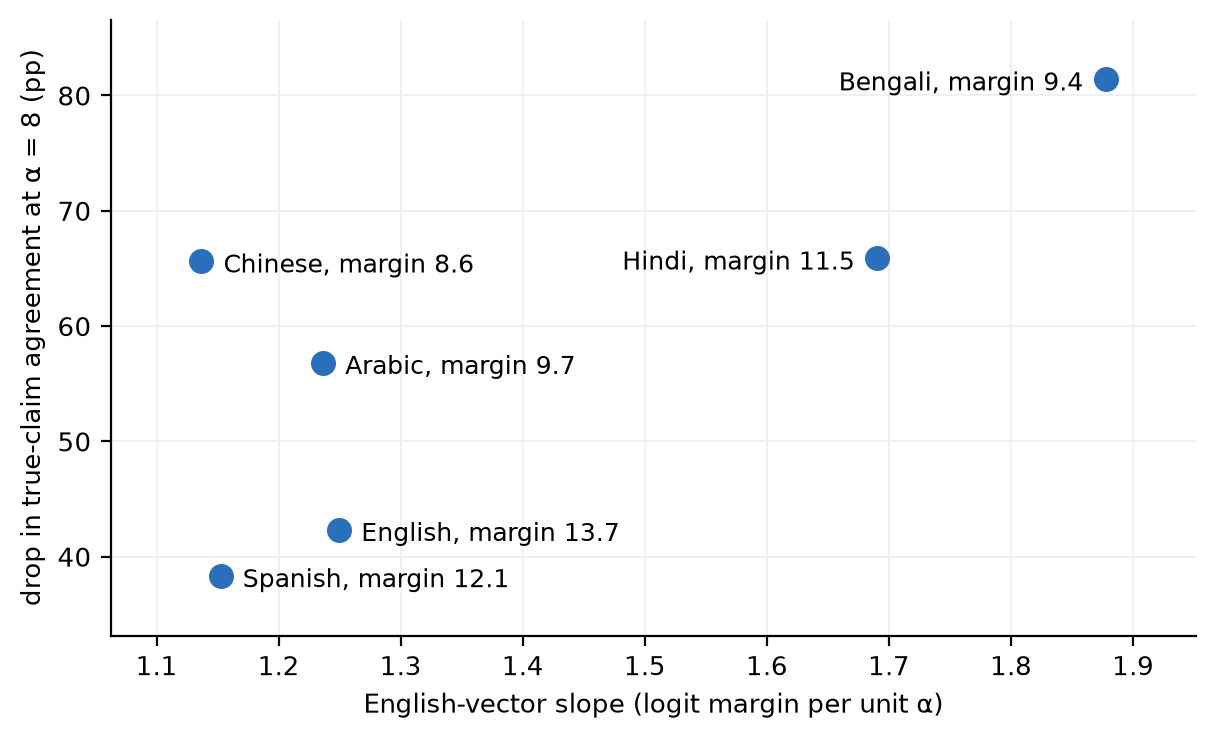 drop in true-claim agreement at α = 8 (pp)
80
70
60
50
40
Bengali, margin 9.4
Chinese, margin 8.6
Hindi, margin 11.5
Arabic, margin 9.7
English, margin 13.7
Spanish, margin 12.1
1.1 1.2 1.3 1.4 1.5 1.6 1.7 1.8 1.9
English-vector slope (logit margin per unit α)